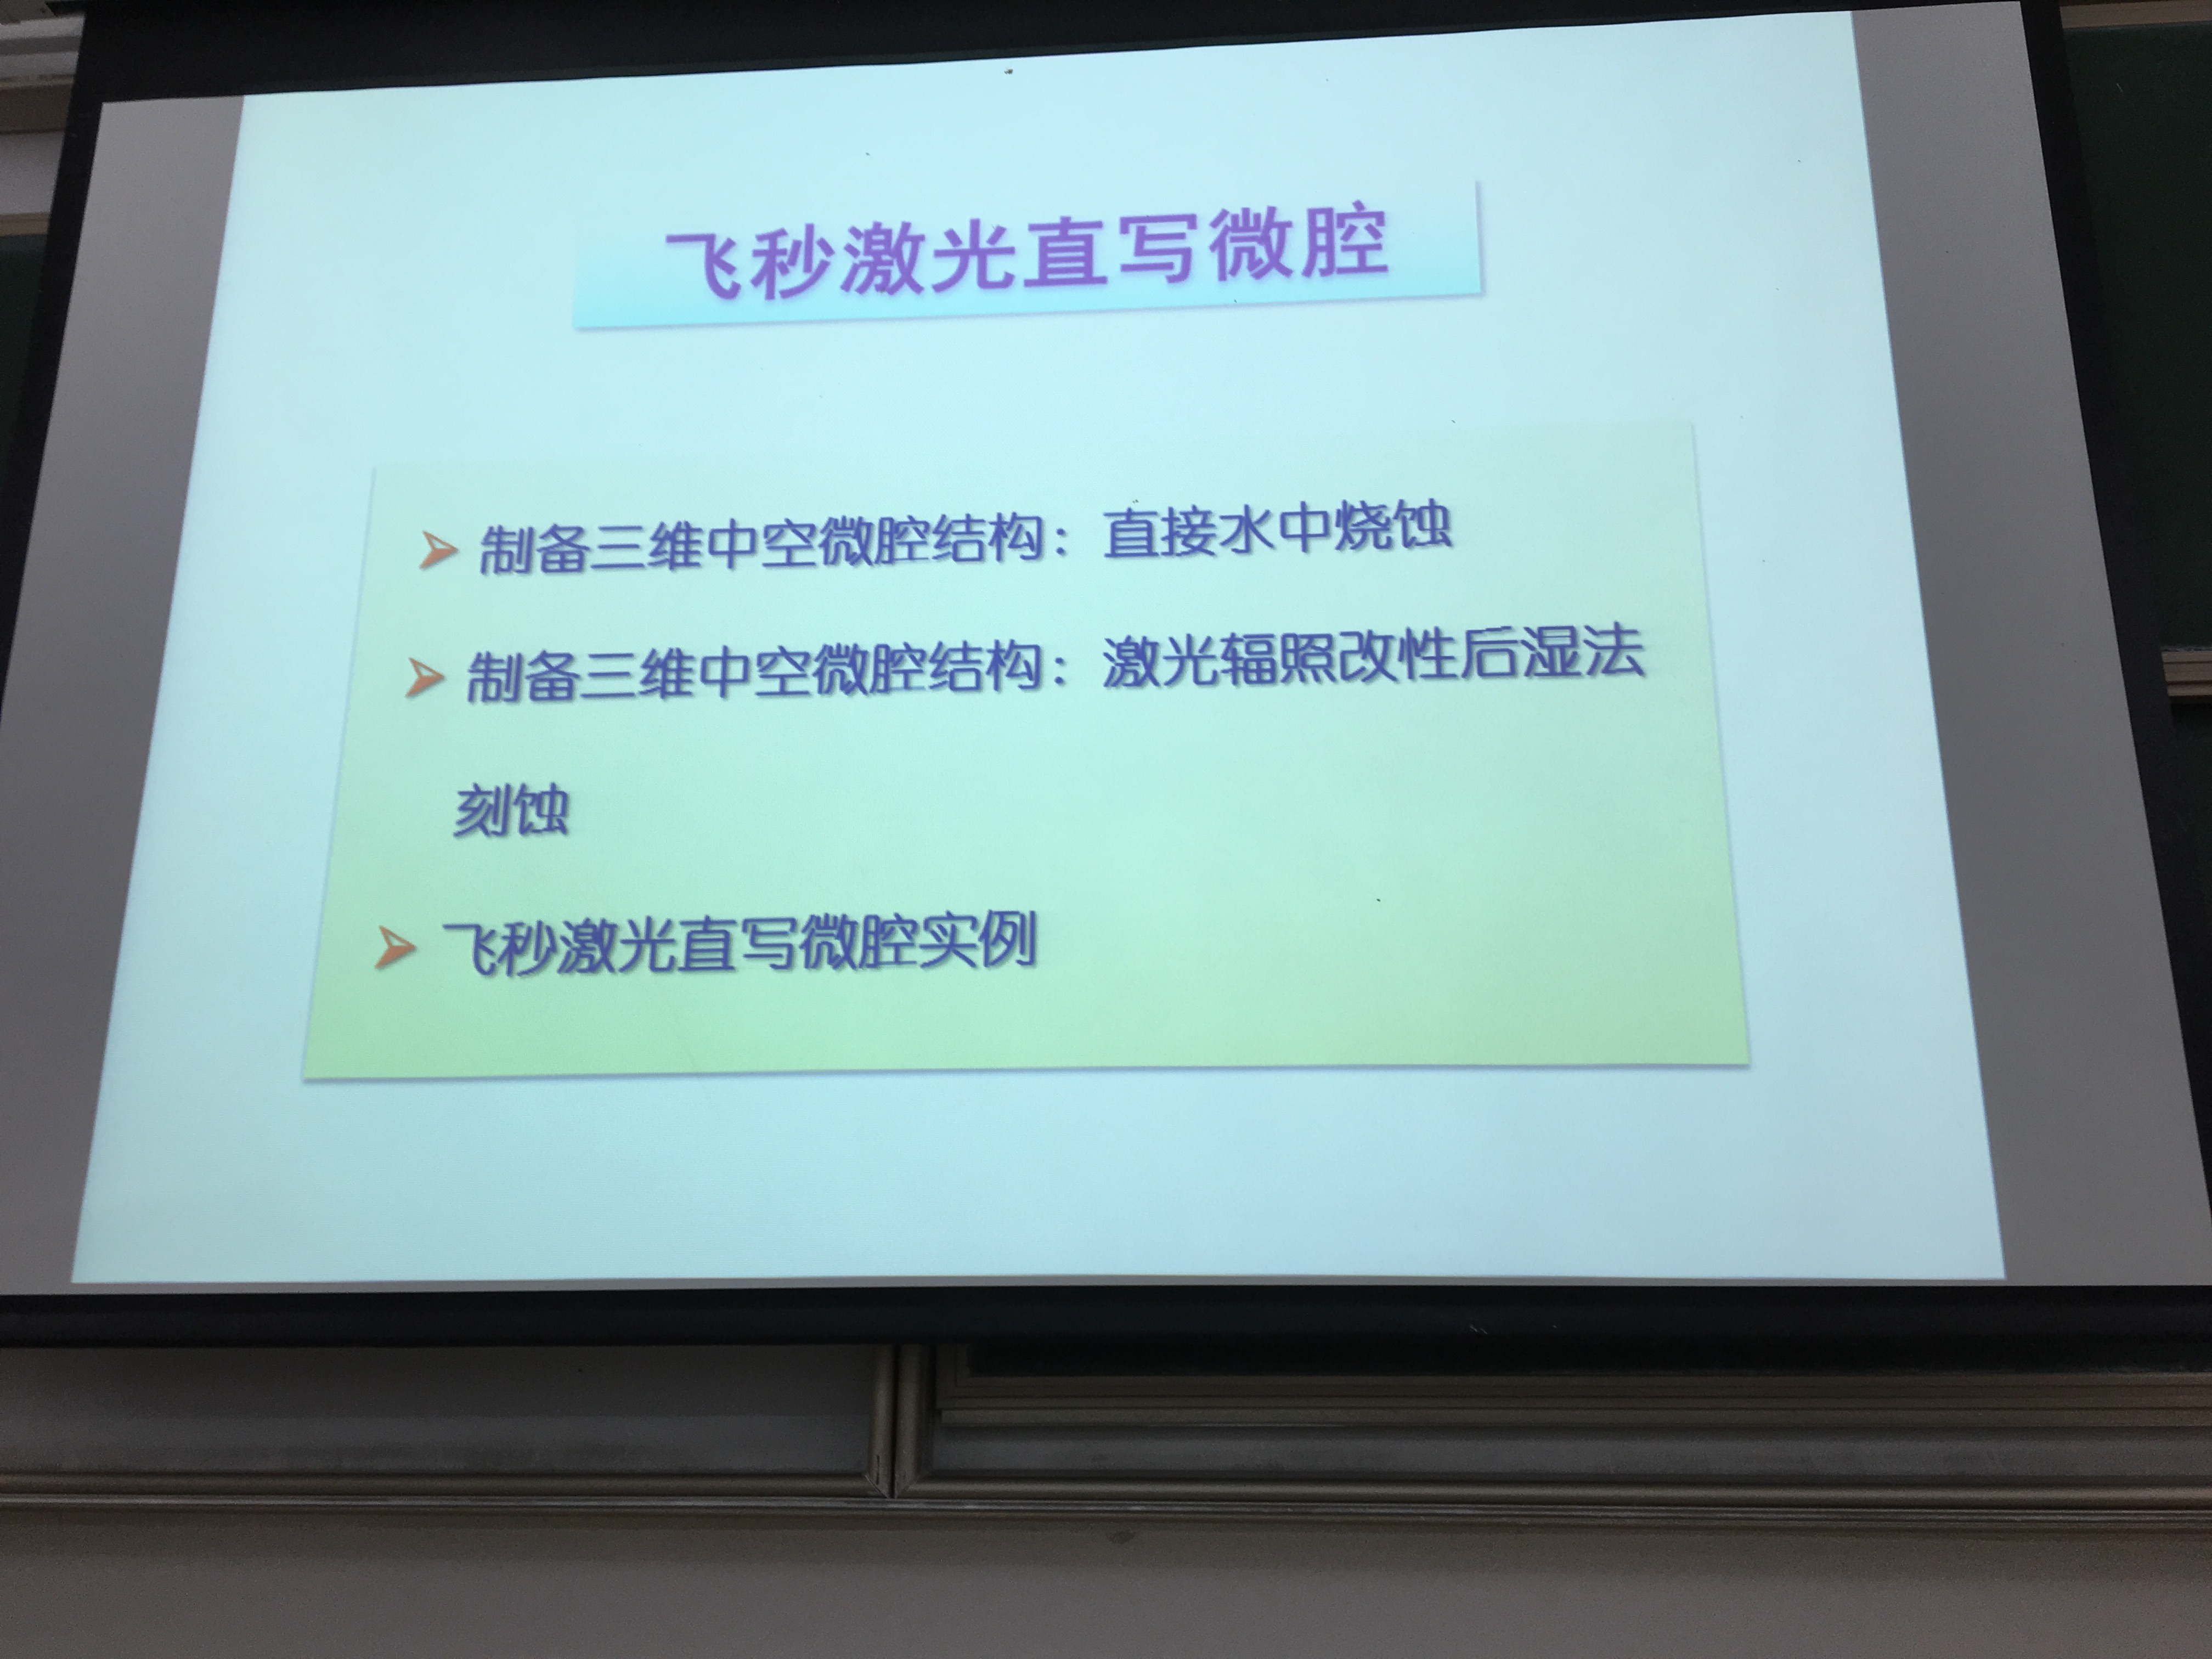 飞秒激光直写微腔
制备三维中空微腔结构：直接水中烧蚀
制备三维中空微腔结构：激光辐照改性后湿法
刻蚀
飞秒激光直写微腔实例